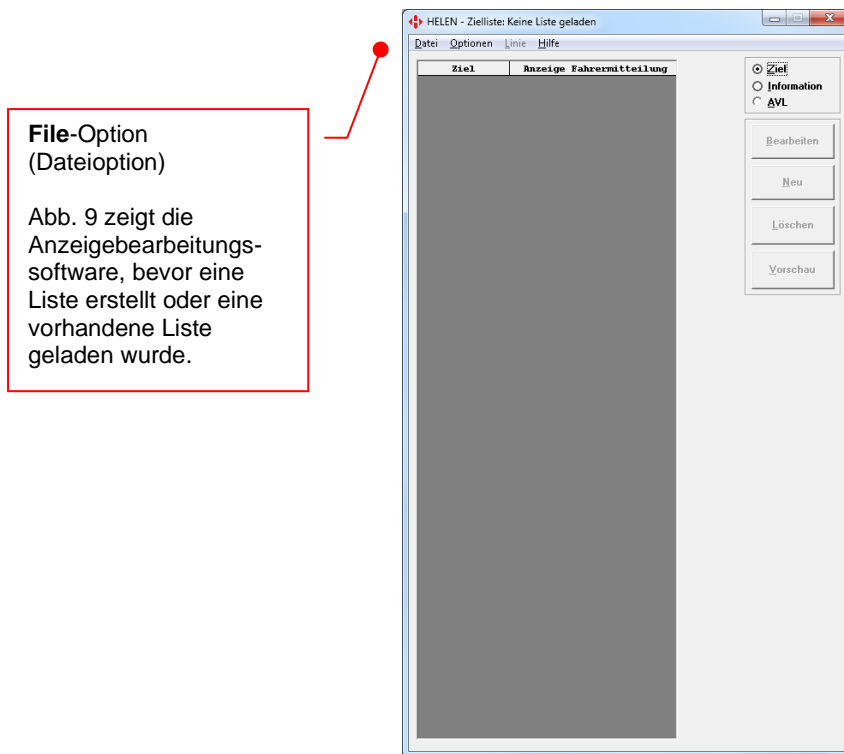 HELEN - Zielliste: Keine Liste geladen
Datei Optionen Linie Hilfe
Ziel Anzeige Fahrermitteilung
Ziel
Information
AVL
Bearbeiten
Neu
Löschen
Vorschau
File-Option
(Dateioption)
Abb. 9 zeigt die
Anzeigebearbeitungs-
software, bevor eine
Liste erstellt oder eine
vorhandene Liste
geladen wurde.